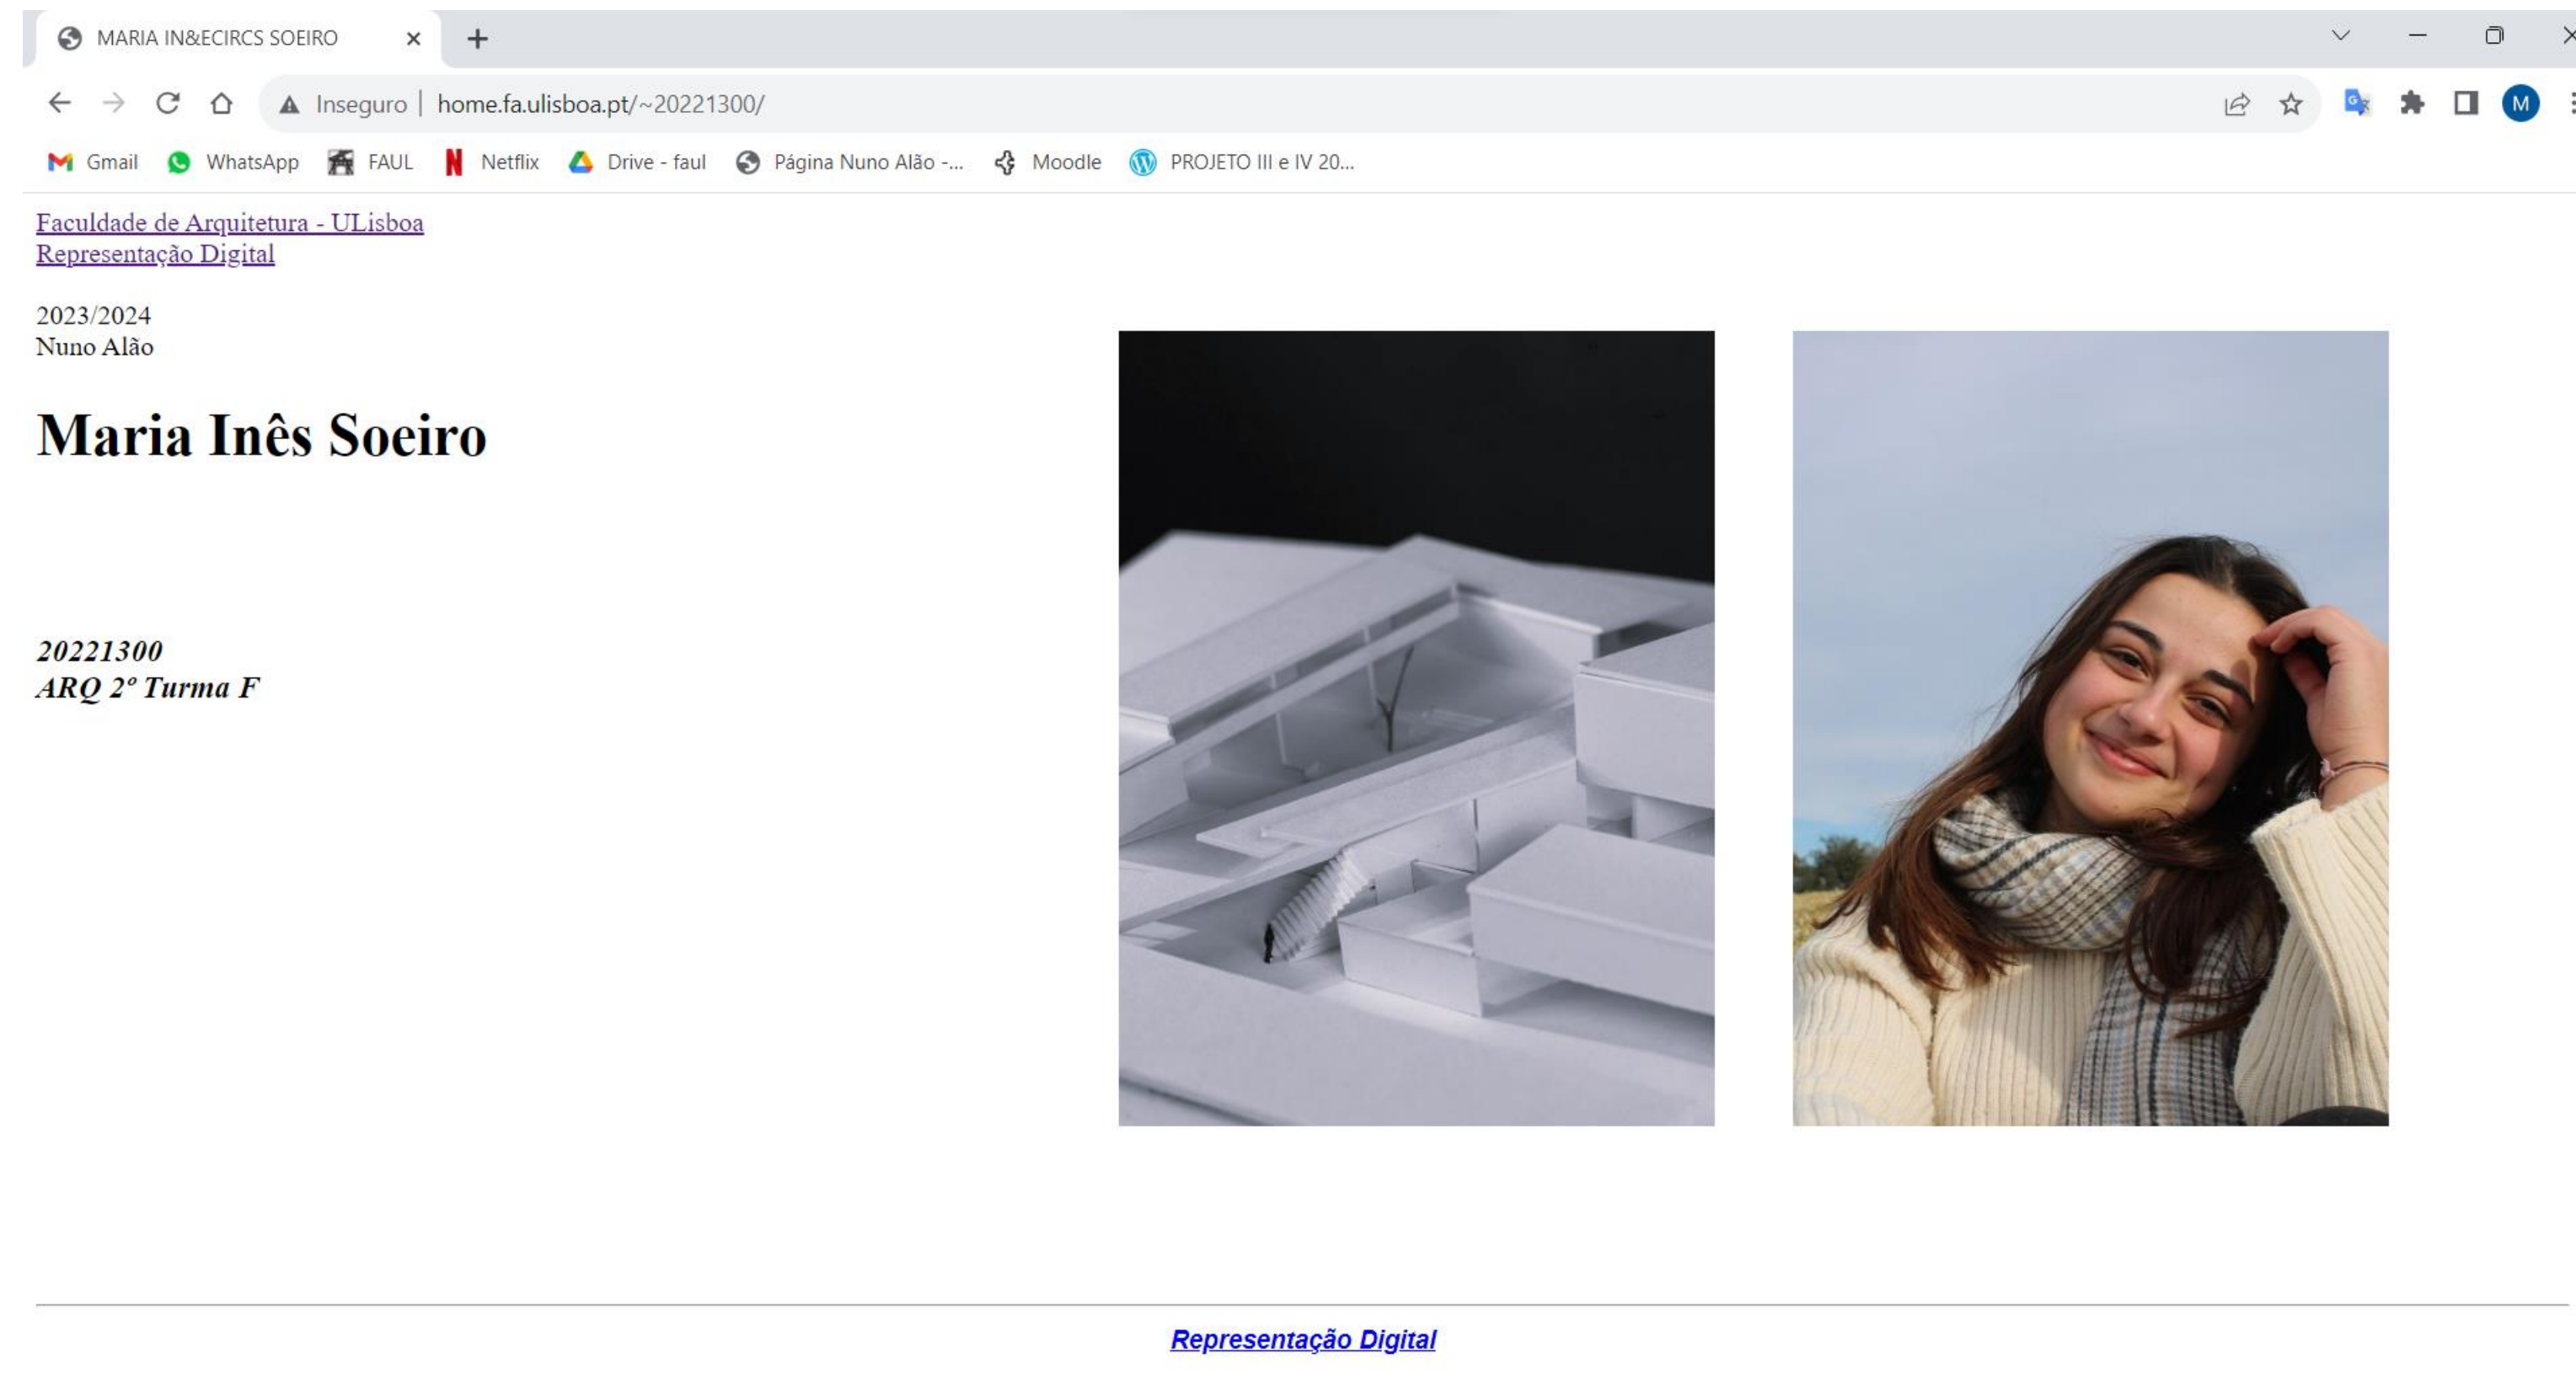 MARIA IN&ECIRCS SOEIRO
Inseguro | home.fa.ulisboa.pt/~20221300/
M
Gmail WhatsApp FAUL N Netflix Drive - faul Página Nuno Alão -... Moodle PROJETO III e IV 20...
Faculdade de Arquitetura - ULisboa
Representação Digital
2023/2024
Nuno Alão
Maria Inês Soeiro
20221300
ARQ 2º Turma F
Representação Digital